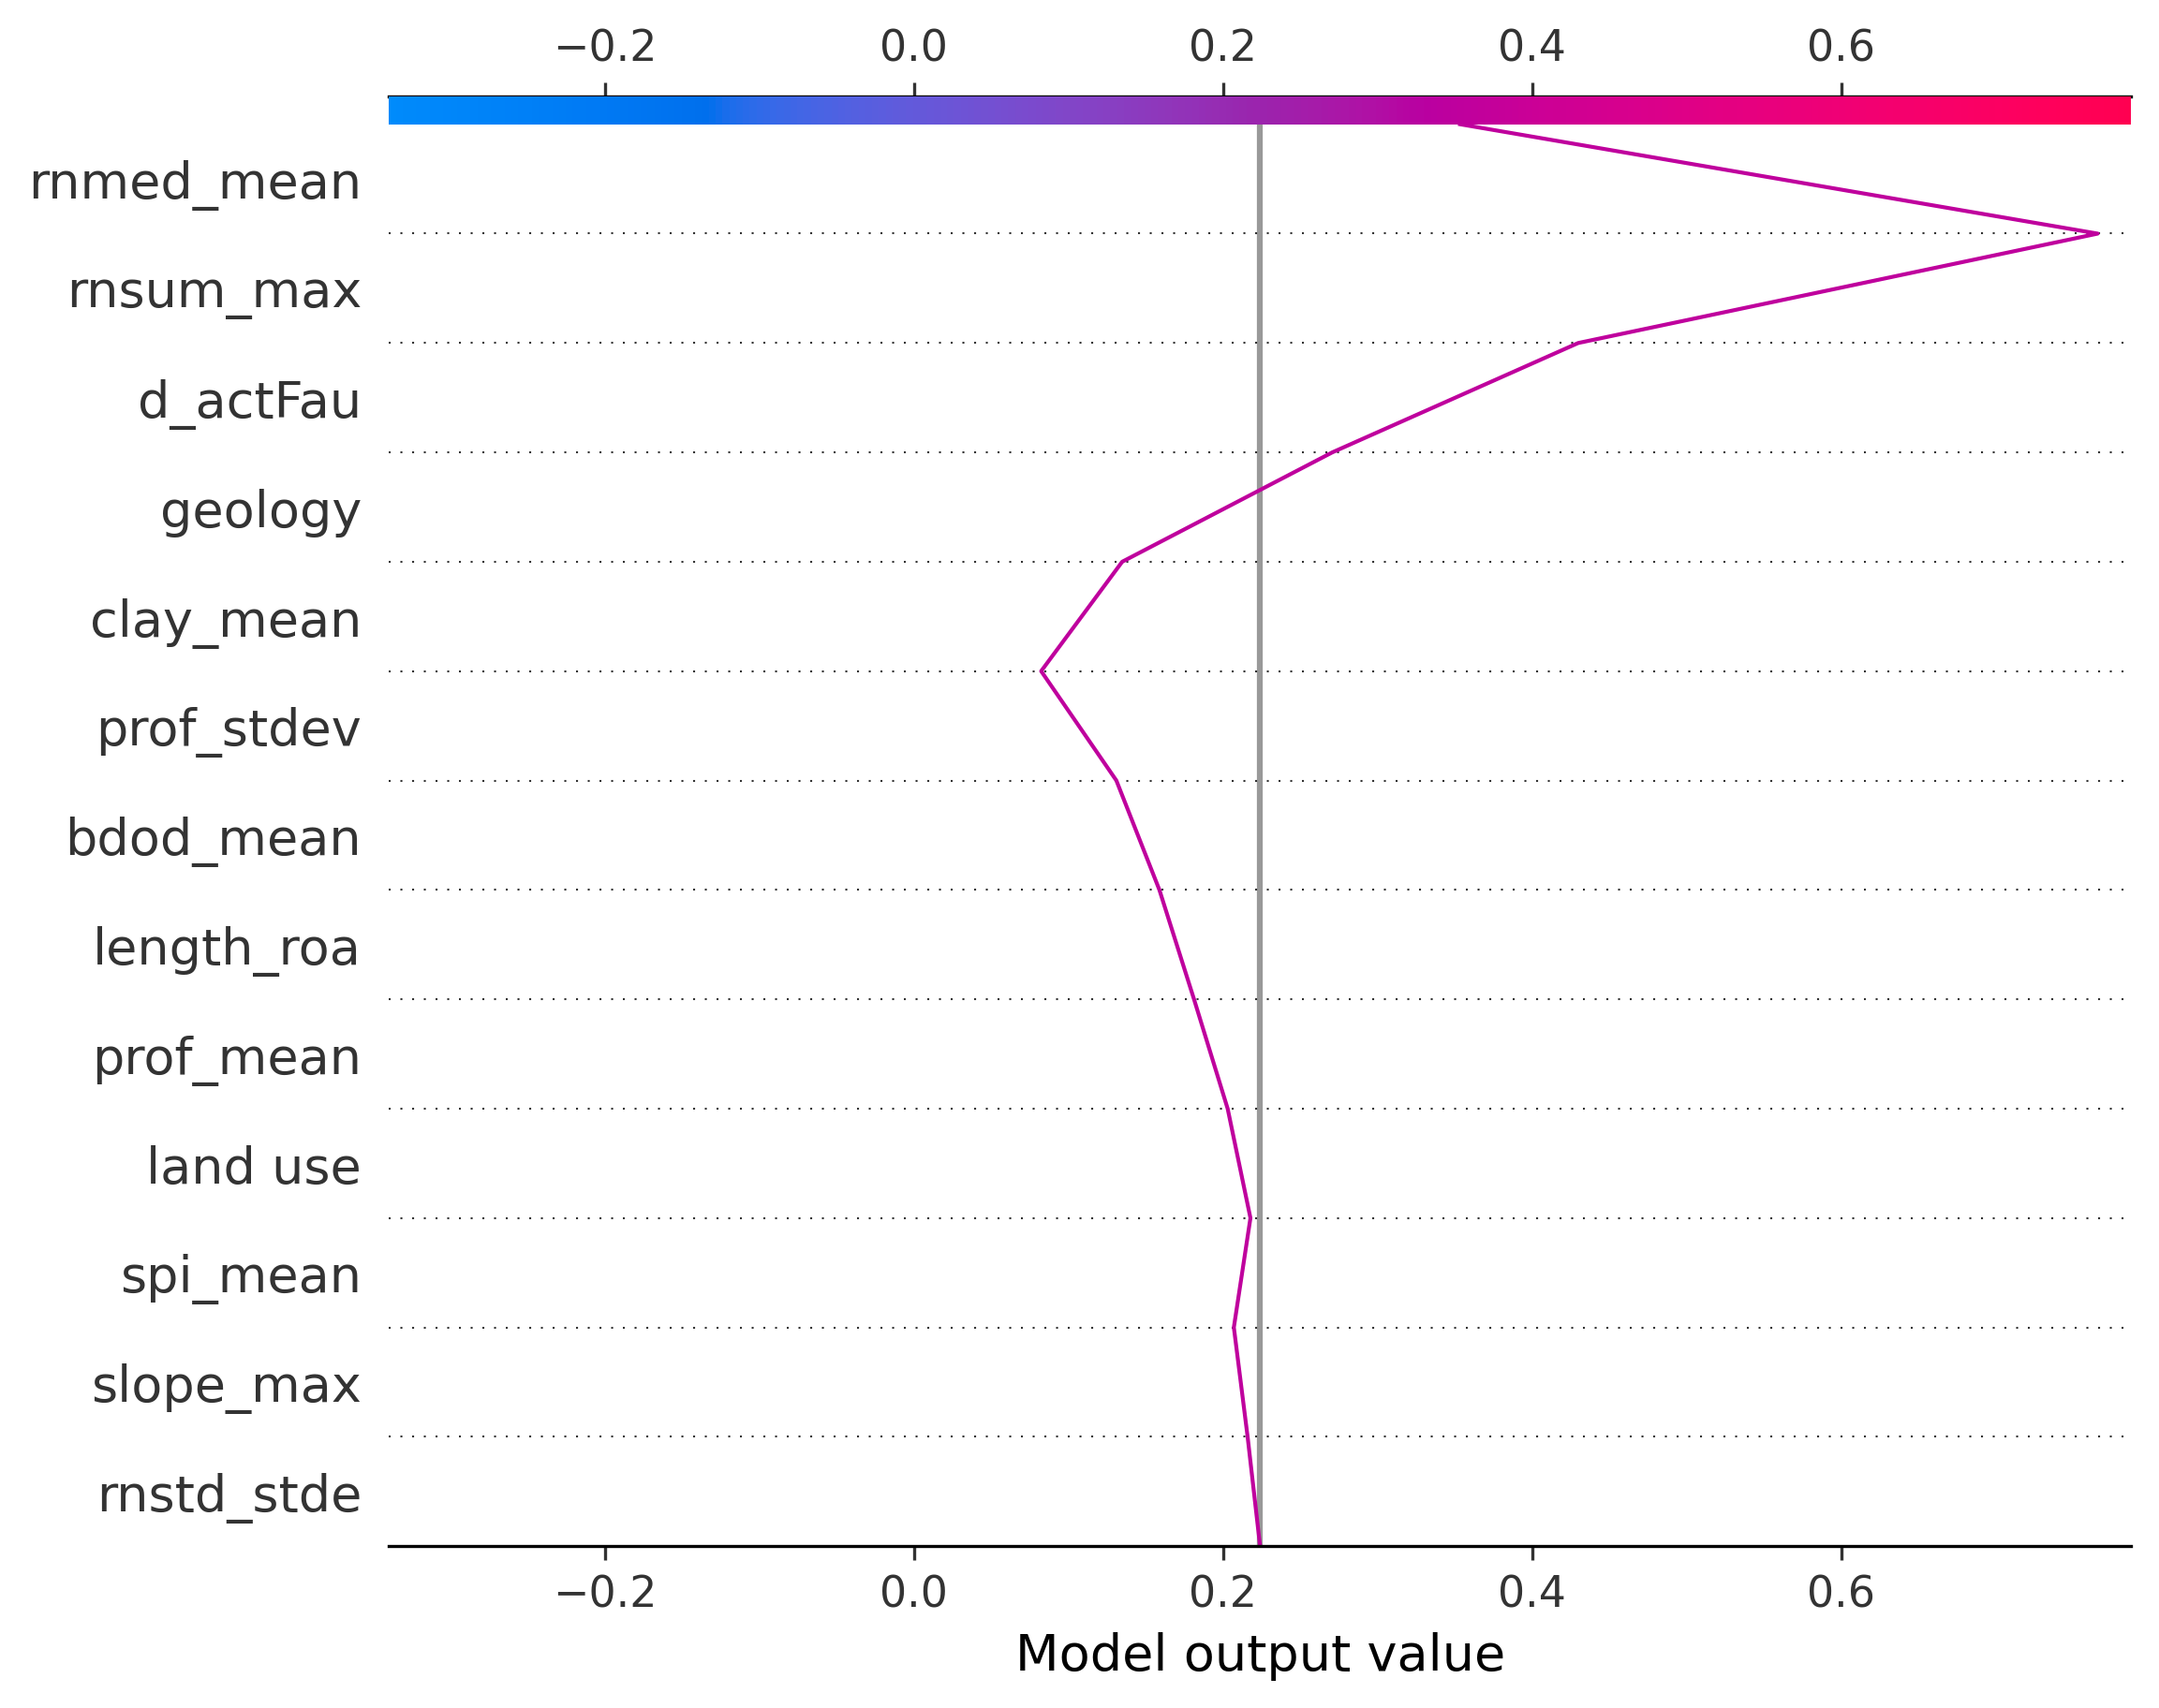 −0.2 0.0 0.2 0.4 0.6
rnmed_mean
rnsum_max
d_actFau
geology
clay_mean
prof_stdev
bdod_mean
length_roa
prof_mean
land use
spi_mean
slope_max
rnstd_stde
−0.2 0.0 0.2 0.4 0.6
Model output value